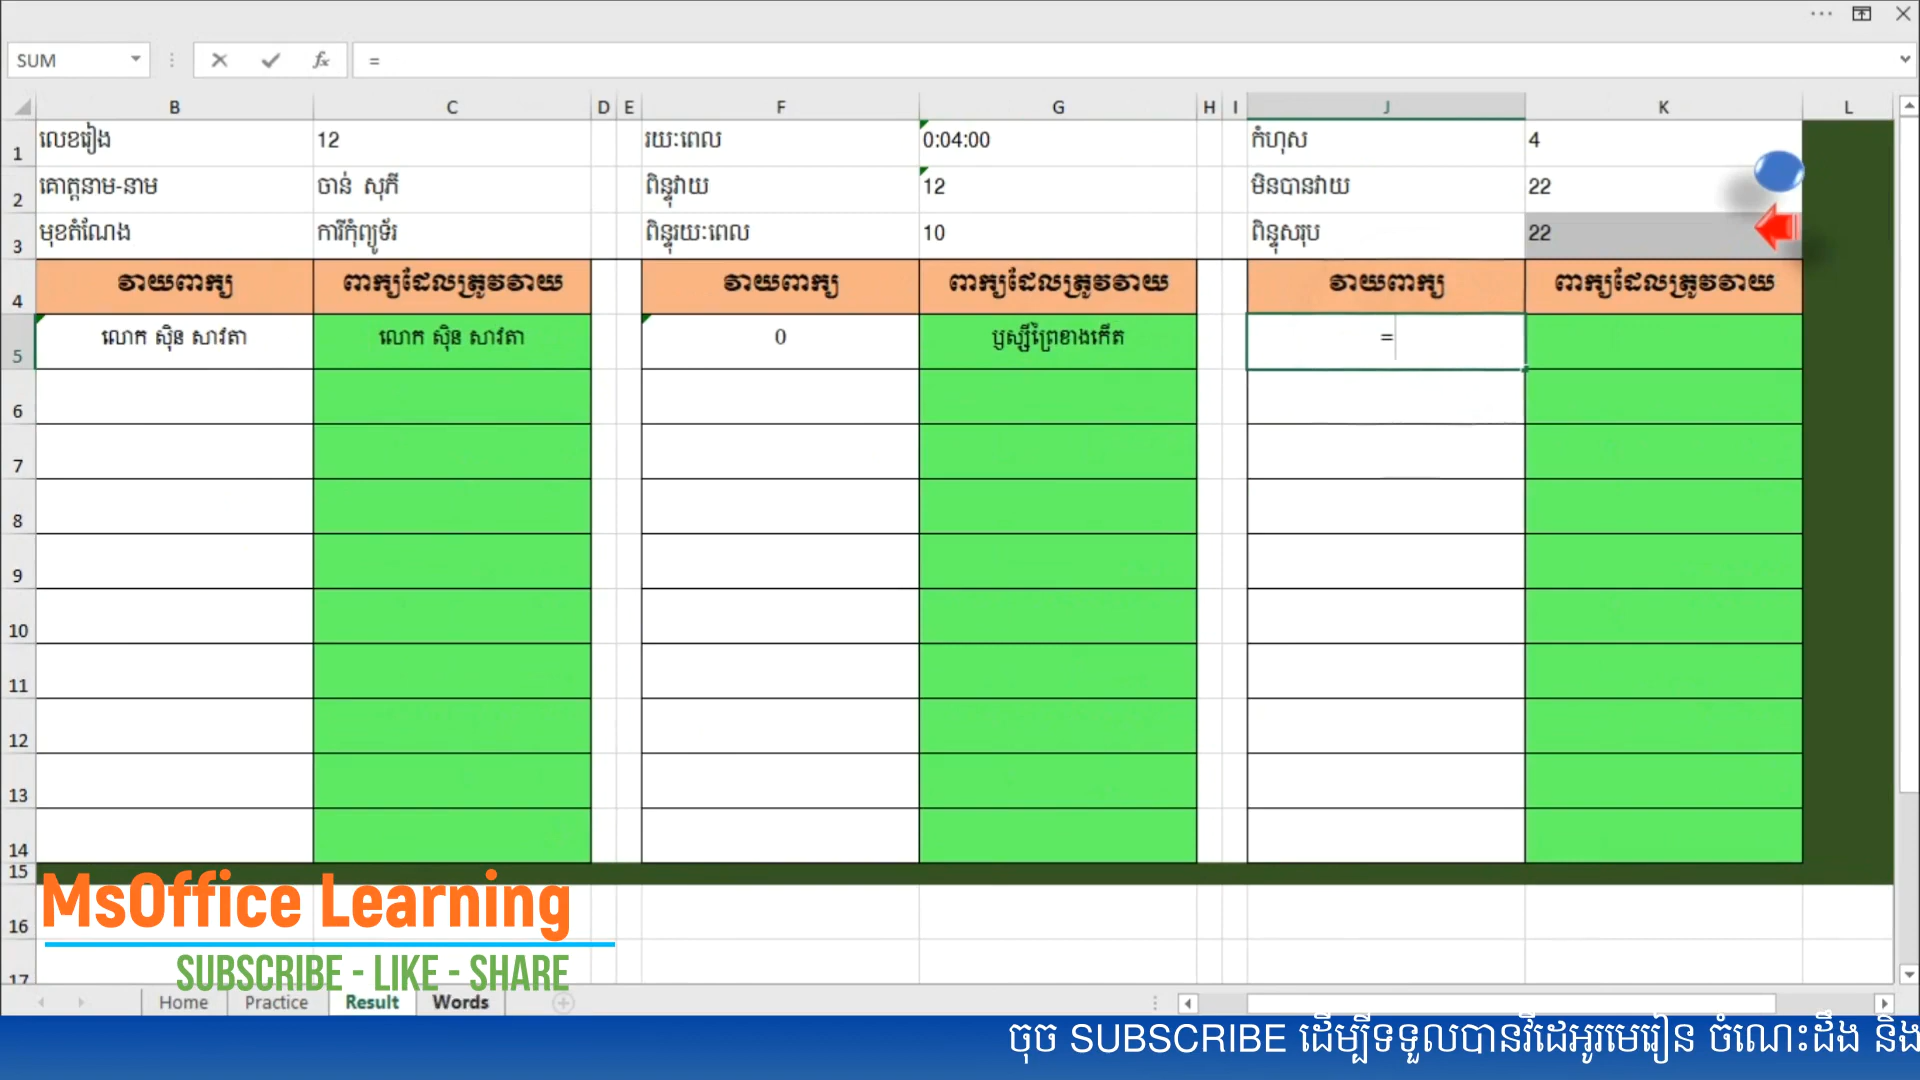 SUM
fx
=
B C D E F G H I J K L
1 លេខរៀង 12 រយៈពេល 0:04:00 កំហុស 4
2 គោត្តនាម-នាម ចាន់ សុភី ពិន្ទុវាយ 12 មិនបានវាយ 22
3 មុខតំណែង ការីកុំព្យូទ័រ ពិន្ទុរយៈពេល 10 ពិន្ទុសរុប 22
4 វាយពាក្យ ពាក្យដែលត្រូវវាយ វាយពាក្យ ពាក្យដែលត្រូវវាយ វាយពាក្យ ពាក្យដែលត្រូវវាយ
5 លោក ស៊ិន សាវតា លោក ស៊ិន សាវតា 0 ឫស្សីព្រៃខាងកើត =
6
7
8
9
10
11
12
13
14
15
16
17
MsOffice Learning
SUBSCRIBE - LIKE - SHARE
Home Practice Result Words
ចុច SUBSCRIBE ដើម្បីទទួលបានវីដេអូរមេរៀន ចំណេះដឹង និង